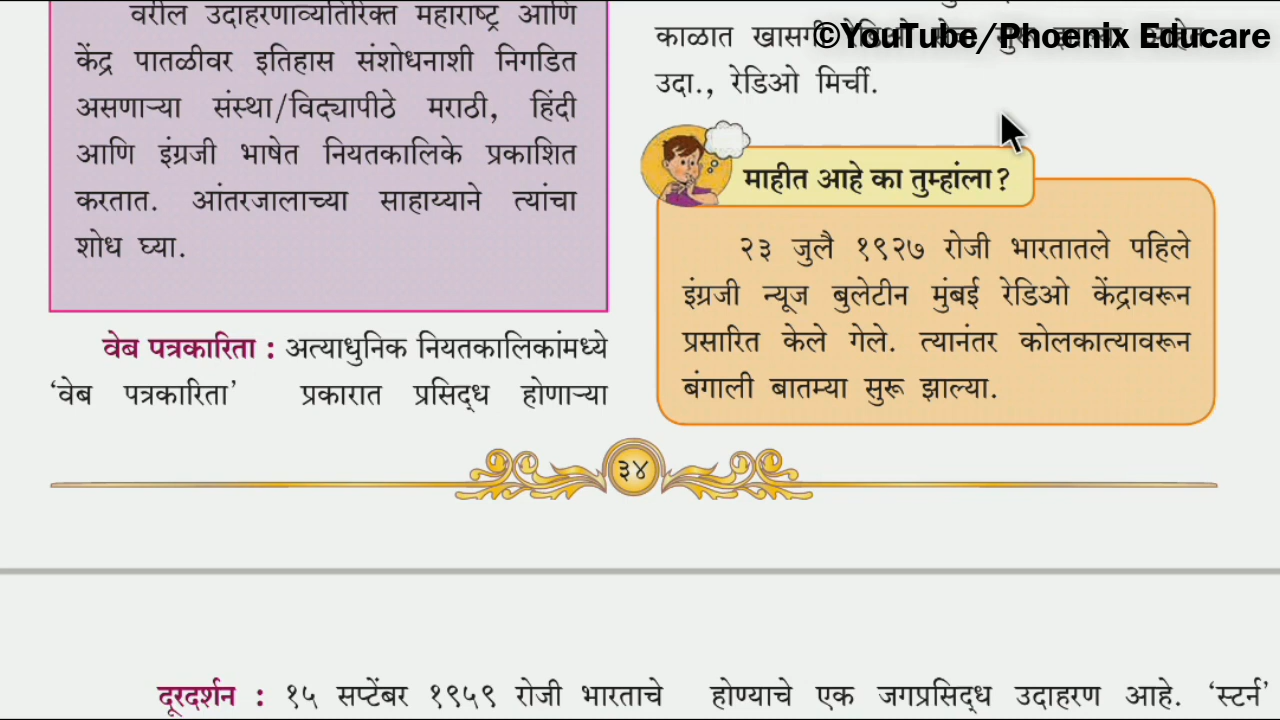 वरील उदाहरणांव्यतिरिक्त महाराष्ट्र आणि
केंद्र पातळीवर इतिहास संशोधनाशी निगडित
असणाऱ्या संस्था/विद्यापीठे मराठी, हिंदी
आणि इंग्रजी भाषेत नियतकालिके प्रकाशित
करतात. आंतरजालाच्या साहाय्याने त्यांचा
शोध घ्या.
वेब पत्रकारिता : अत्याधुनिक नियतकालिकांमध्ये
‘वेब पत्रकारिता’ प्रकारात प्रसिद्ध होणाऱ्या
©YouTube/Phoenix Educare
काळात
उदा., रेडिओ मिर्ची.
माहीत आहे का तुम्हांला?
२३ जुलै १९२७ रोजी भारतातले पहिले
इंग्रजी न्यूज बुलेटीन मुंबई रेडिओ केंद्रावरून
प्रसारित केले गेले. त्यानंतर कोलकात्यावरून
बंगाली बातम्या सुरू झाल्या.
३४
दूरदर्शन : १५ सप्टेंबर १९५९ रोजी भारताचे
होण्याचे एक जगप्रसिद्ध उदाहरण आहे. ‘स्टर्न’